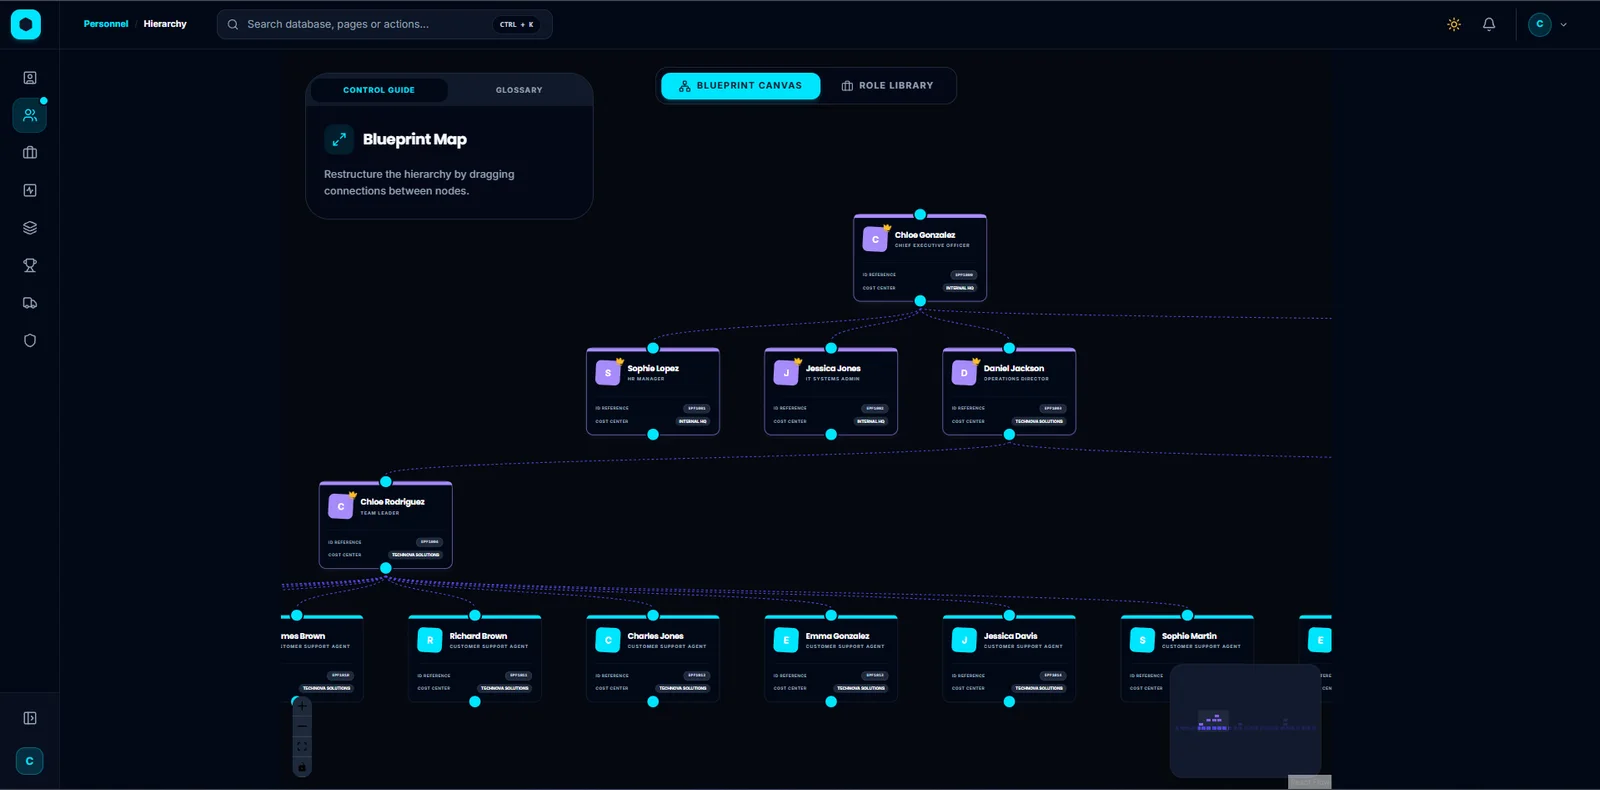 Personnel / Hierarchy
Search database, pages or actions...
CTRL + K
C
CONTROL GUIDE
GLOSSARY
BLUEPRINT CANVAS
ROLE LIBRARY
Blueprint Map
Restructure the hierarchy by dragging
connections between nodes.
C
Chloe Gonzalez
CHIEF EXECUTIVE OFFICER
ID REFERENCE
COST CENTER
INTERNAL HQ
S
Sophie Lopez
HR MANAGER
ID REFERENCE
COST CENTER
INTERNAL HQ
J
Jessica Jones
IT SYSTEMS ADMIN
ID REFERENCE
COST CENTER
INTERNAL HQ
D
Daniel Jackson
OPERATIONS DIRECTOR
ID REFERENCE
COST CENTER
TECHNOVA SOLUTIONS
C
Chloe Rodriguez
TEAM LEADER
ID REFERENCE
COST CENTER
TECHNOVA SOLUTIONS
mes Brown
CUSTOMER SUPPORT AGENT
TECHNOVA SOLUTIONS
R
Richard Brown
CUSTOMER SUPPORT AGENT
ID REFERENCE
COST CENTER
TECHNOVA SOLUTIONS
C
Charles Jones
CUSTOMER SUPPORT AGENT
ID REFERENCE
COST CENTER
TECHNOVA SOLUTIONS
E
Emma Gonzalez
CUSTOMER SUPPORT AGENT
ID REFERENCE
COST CENTER
TECHNOVA SOLUTIONS
J
Jessica Davis
CUSTOMER SUPPORT AGENT
ID REFERENCE
COST CENTER
TECHNOVA SOLUTIONS
S
Sophie Martin
CUSTOMER SUPPORT AGENT
ID REFERENCE
COST CEN
E
C